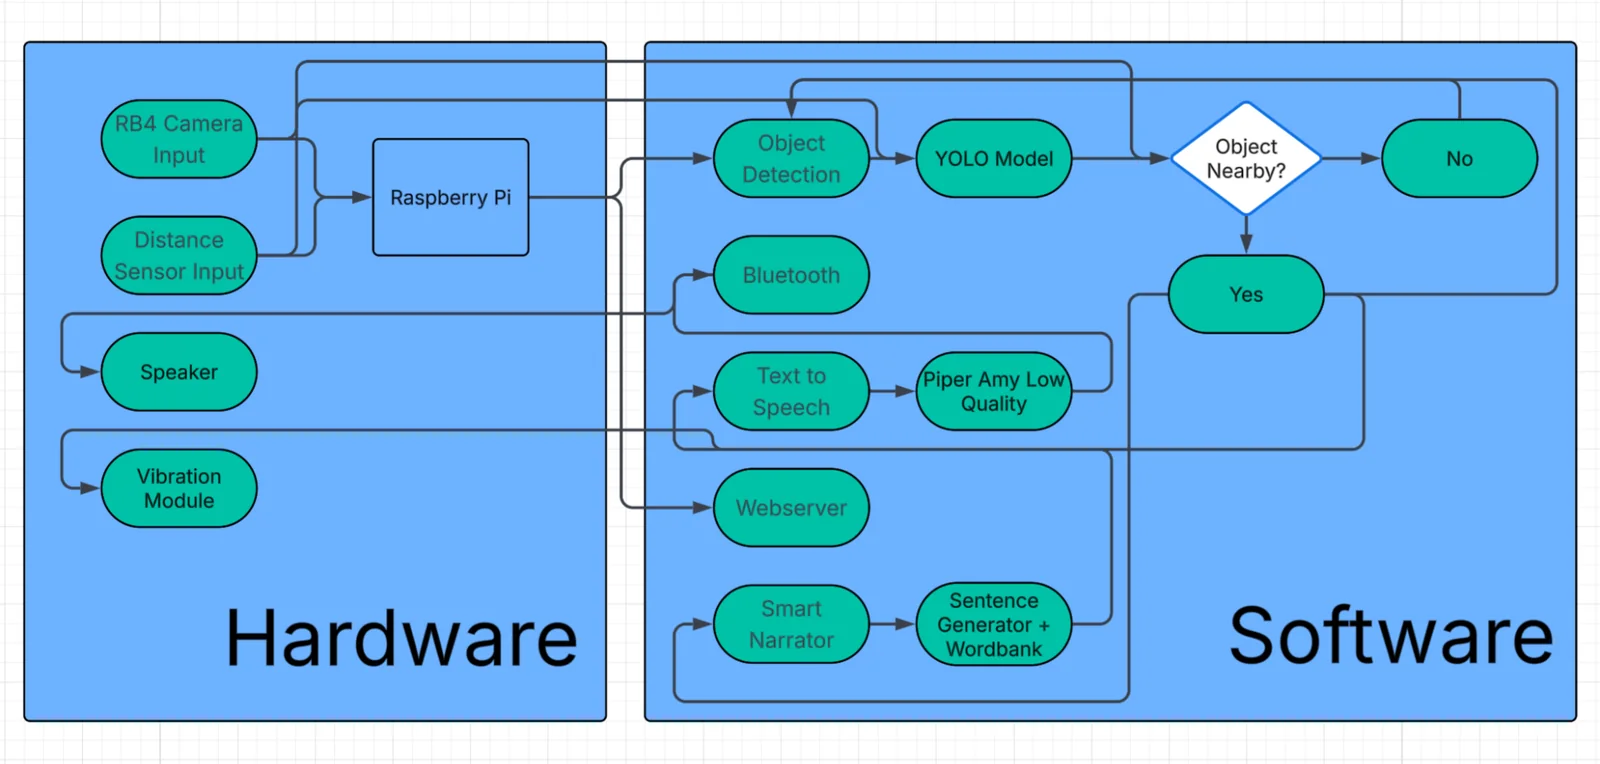 RB4 Camera
Input
Distance
Sensor Input
Raspberry Pi
Speaker
Vibration
Module
Hardware
Object
Detection
YOLO Model
Object
Nearby?
No
Bluetooth
Yes
Text to
Speech
Piper Amy Low
Quality
Webserver
Smart
Narrator
Sentence
Generator +
Wordbank
Software